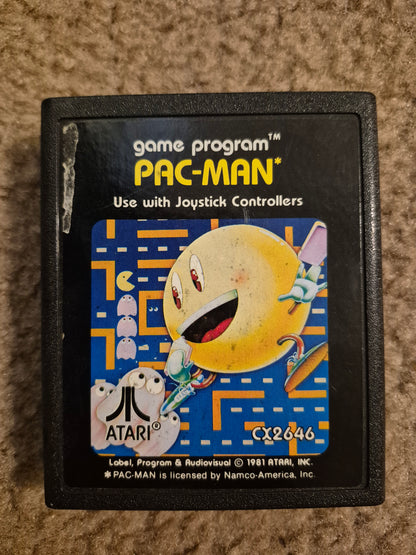 game program™
PAC-MAN*
Use with Joystick Controllers
ATARI®
CX2646
Label, Program & Audiovisual © 1981 ATARI, INC.
* PAC-MAN is licensed by Namco-America, Inc.